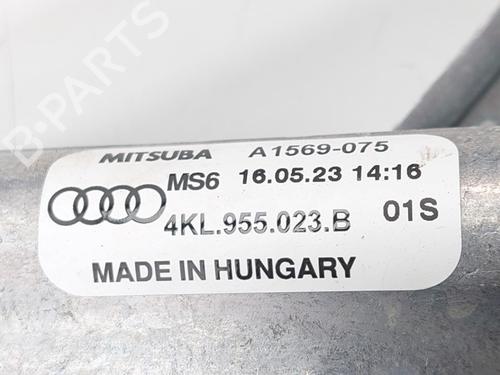 B-PARTS
MITSUBA A1569-075
MS6 16.05.23 14:16
4KL.955.023.B 01S
MADE IN HUNGARY